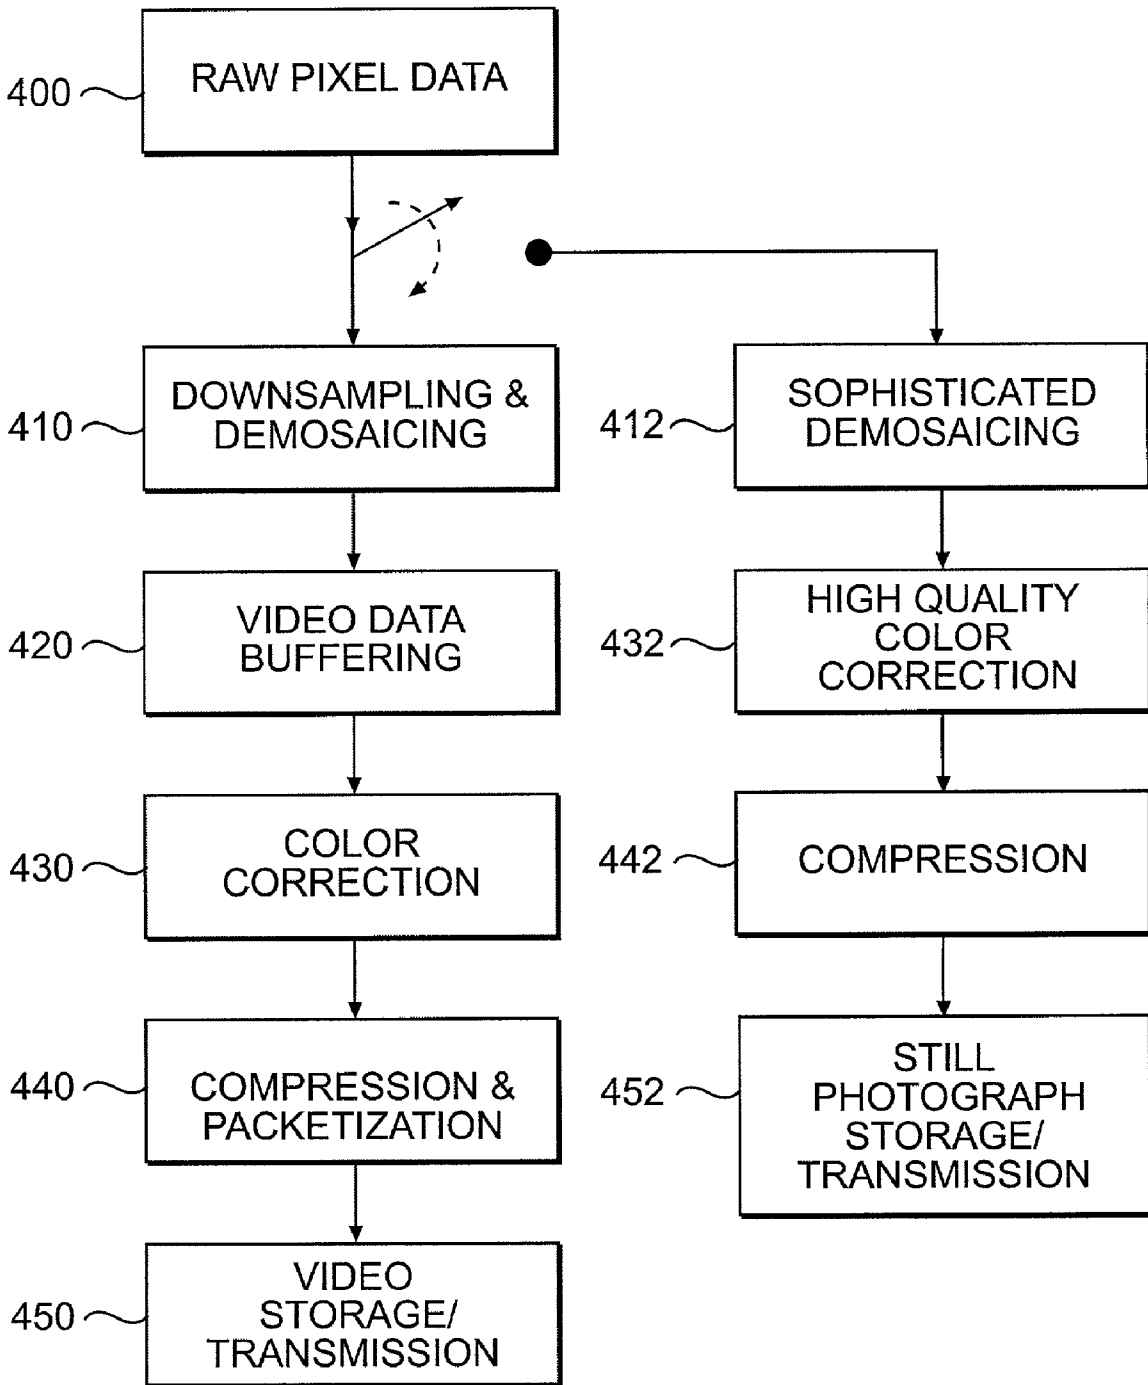 400
RAW PIXEL DATA
410
DOWNSAMPLING &
DEMOSAICING
412
SOPHISTICATED
DEMOSAICING
420
VIDEO DATA
BUFFERING
432
HIGH QUALITY
COLOR
CORRECTION
430
COLOR
CORRECTION
442
COMPRESSION
440
COMPRESSION &
PACKETIZATION
452
STILL
PHOTOGRAPH
STORAGE/
TRANSMISSION
450
VIDEO
STORAGE/
TRANSMISSION